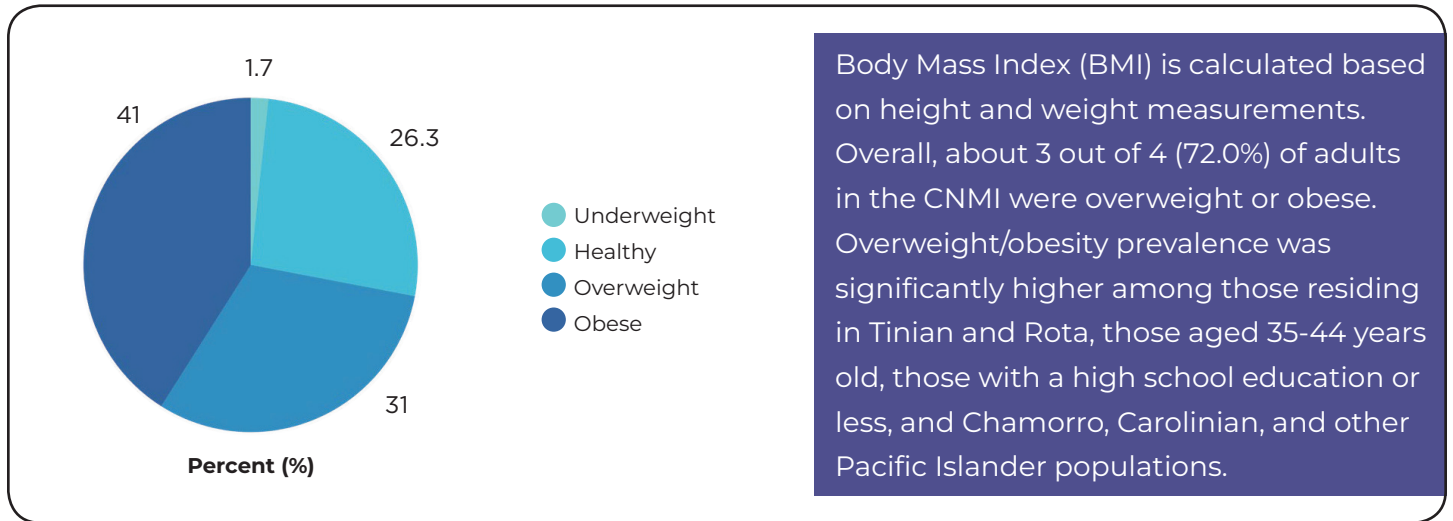 1.7
41
26.3
31
Percent (%)
Underweight
Healthy
Overweight
Obese
Body Mass Index (BMI) is calculated based
on height and weight measurements.
Overall, about 3 out of 4 (72.0%) of adults
in the CNMI were overweight or obese.
Overweight/obesity prevalence was
significantly higher among those residing
in Tinian and Rota, those aged 35-44 years
old, those with a high school education or
less, and Chamorro, Carolinian, and other
Pacific Islander populations.